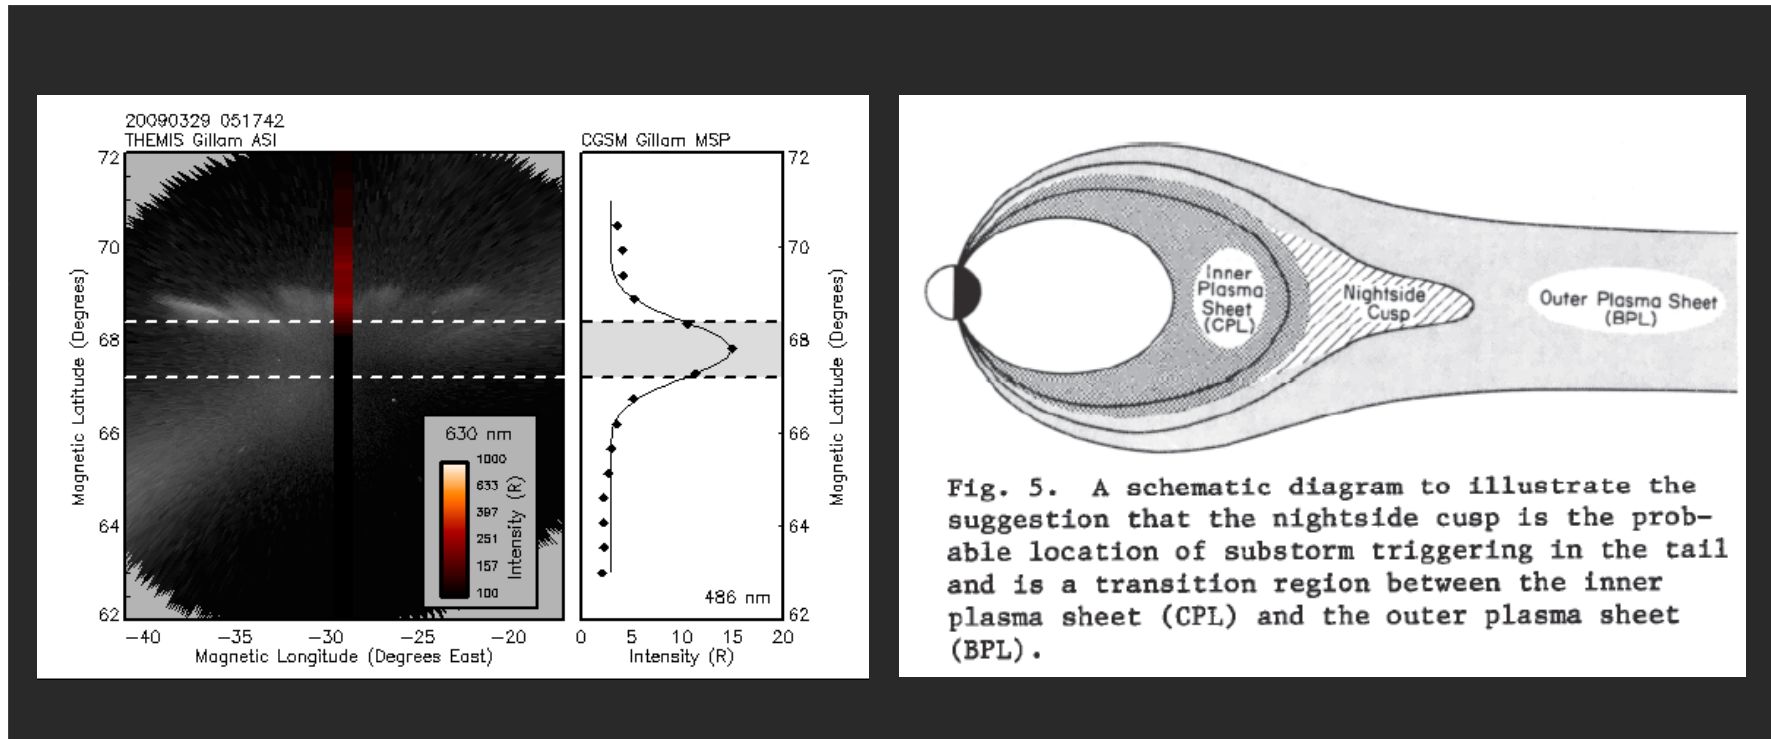 20090329 051742
THEMIS Gillam ASI
CGSM Gillam MSP
72
70
68
66
64
62
Magnetic Latitude (Degrees)
-40
-35
-30
-25
-20
Magnetic Longitude (Degrees East)
630 nm
1000
633
397
251
157
100
Intensity (R)
486 nm
0
5
10
15
20
Intensity (R)
72
70
68
66
64
62
Magnetic Latitude (Degrees)
Inner
Plasma
Sheet
(CPL)
Nightside
Cusp
Outer Plasma Sheet
(BPL)
Fig. 5. A schematic diagram to illustrate the
suggestion that the nightside cusp is the prob-
able location of substorm triggering in the tail
and is a transition region between the inner
plasma sheet (CPL) and the outer plasma sheet
(BPL).